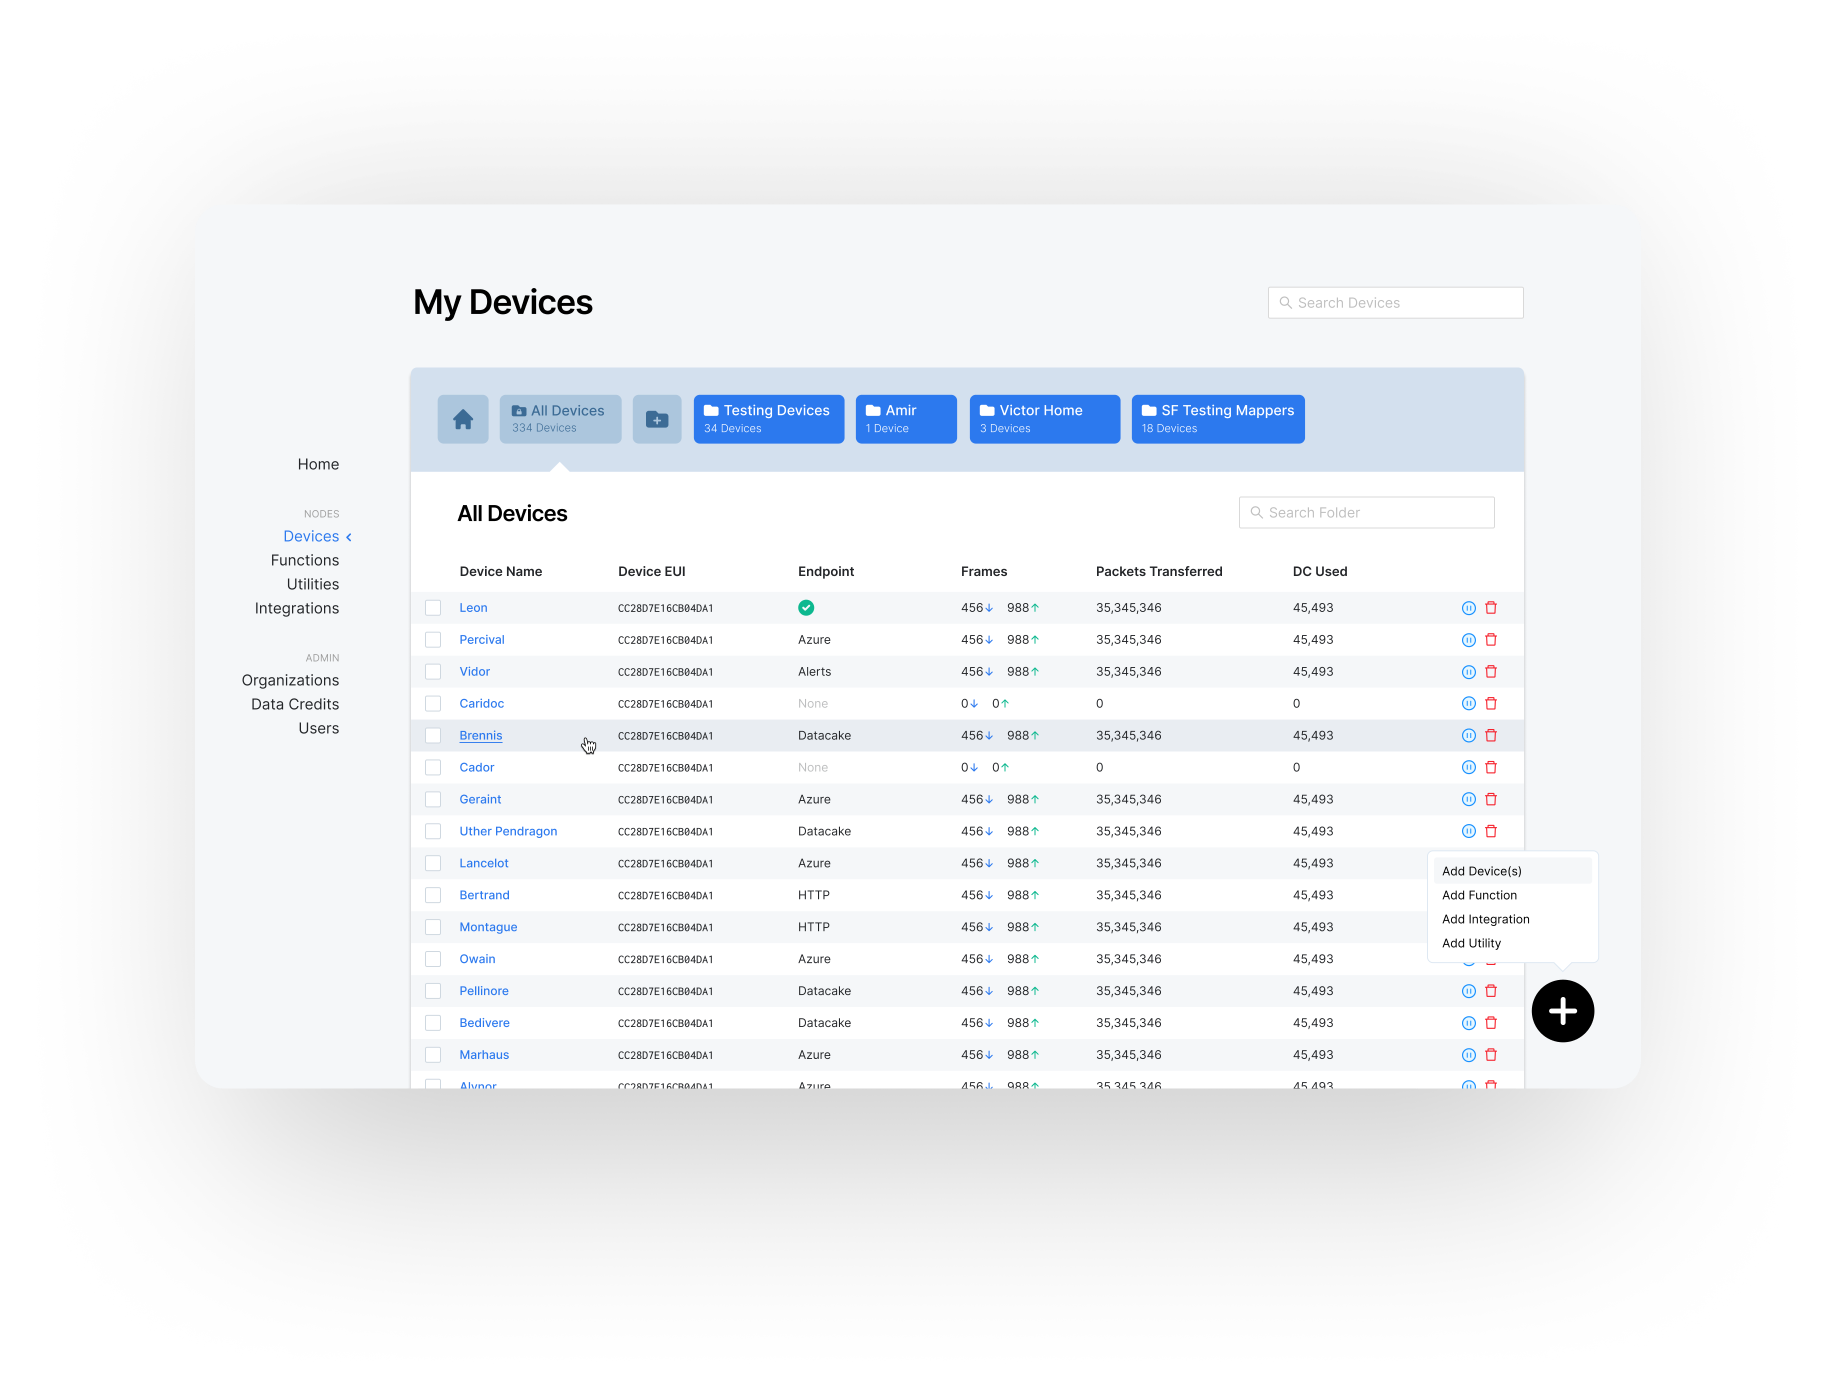 My Devices
Search Devices
All Devices
334 Devices
Testing Devices
34 Devices
Amir
1 Device
Victor Home
3 Devices
SF Testing Mappers
18 Devices
Home
NODES
Devices
Functions
Utilities
Integrations
ADMIN
Organizations
Data Credits
Users
All Devices
Search Folder
Device Name Device EUI Endpoint Frames Packets Transferred DC Used
Leon CC28D7E16CB04DA1 456↓ 988↑ 35,345,346 45,493
Percival CC28D7E16CB04DA1 Azure 456↓ 988↑ 35,345,346 45,493
Vidor CC28D7E16CB04DA1 Alerts 456↓ 988↑ 35,345,346 45,493
Caridoc CC28D7E16CB04DA1 None 0↓ 0↑ 0 0
Brennis CC28D7E16CB04DA1 Datacake 456↓ 988↑ 35,345,346 45,493
Cador CC28D7E16CB04DA1 None 0↓ 0↑ 0 0
Geraint CC28D7E16CB04DA1 Azure 456↓ 988↑ 35,345,346 45,493
Uther Pendragon CC28D7E16CB04DA1 Datacake 456↓ 988↑ 35,345,346 45,493
Lancelot CC28D7E16CB04DA1 Azure 456↓ 988↑ 35,345,346 45,493
Bertrand CC28D7E16CB04DA1 HTTP 456↓ 988↑ 35,345,346 45,493
Montague CC28D7E16CB04DA1 HTTP 456↓ 988↑ 35,345,346 45,493
Owain CC28D7E16CB04DA1 Azure 456↓ 988↑ 35,345,346 45,493
Pellinore CC28D7E16CB04DA1 Datacake 456↓ 988↑ 35,345,346 45,493
Bedivere CC28D7E16CB04DA1 Datacake 456↓ 988↑ 35,345,346 45,493
Marhaus CC28D7E16CB04DA1 Azure 456↓ 988↑ 35,345,346 45,493
CC28D7E16CB04DA1 Azure 456↓ 988↑ 35,345,346 45,493
Add Device(s)
Add Function
Add Integration
Add Utility